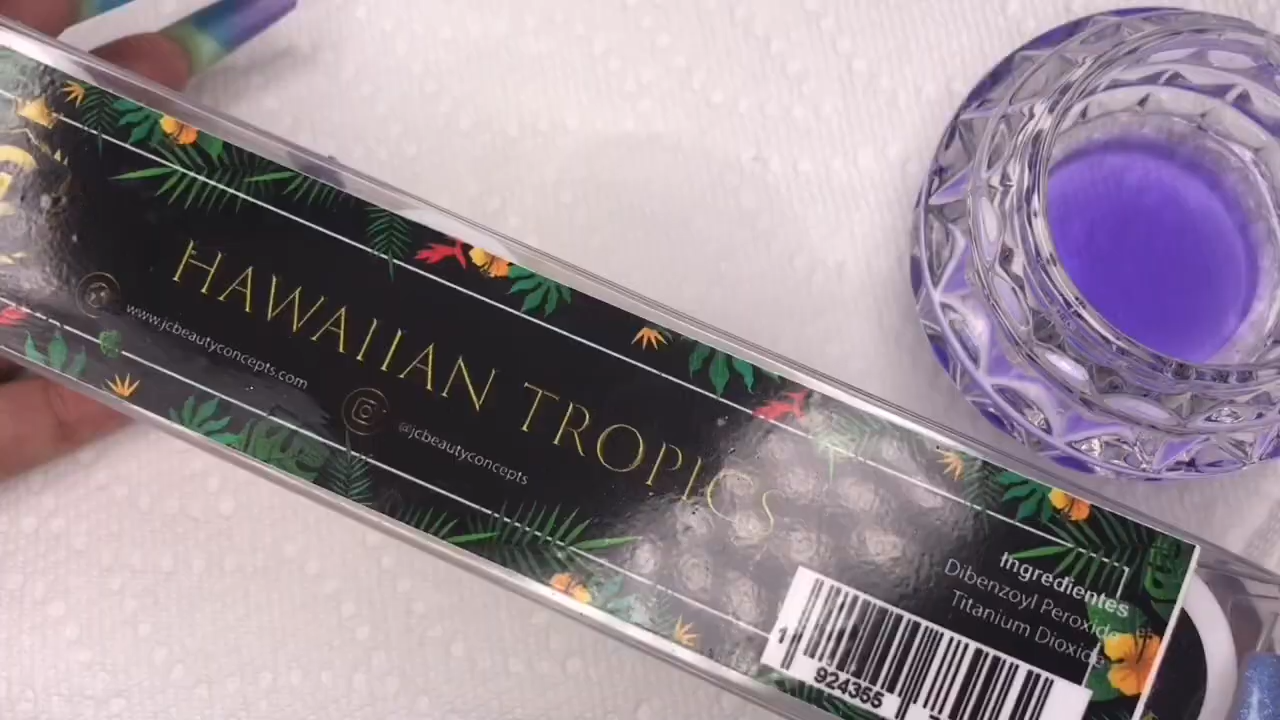 HAWAIIAN TROPICS
www.jcbeautyconcepts.com
@jcbeautyconcepts
Ingredientes
Dibenzoyl Peroxide
Titanium Dioxide
924355